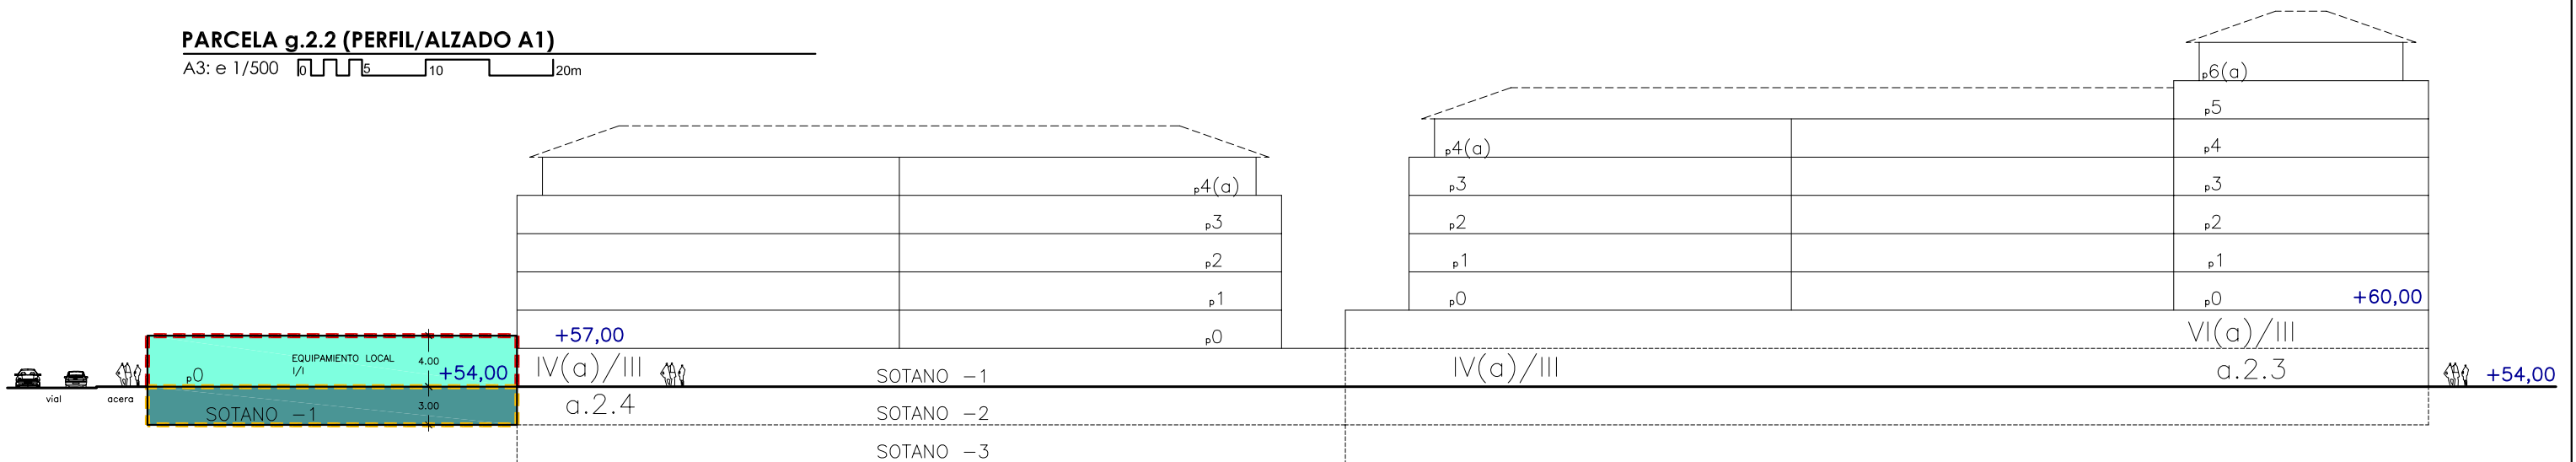 PARCELA g.2.2 (PERFIL/ALZADO A1)
A3: e 1/500 0 5 10 20m
p6(a)
p5
p4
p3
p2
p1
p0 +60,00
VI(a)/III
a.2.3
p4(a)
p3
p2
p1
p0
IV(a)/III
p4(a)
p3
p2
p1
p0
+57,00
IV(a)/III
a.2.4
EQUIPAMIENTO LOCAL
I/I
4.00
p0 +54,00
3.00
SOTANO -1
vial acera
SOTANO -1
SOTANO -2
SOTANO -3
+54,00